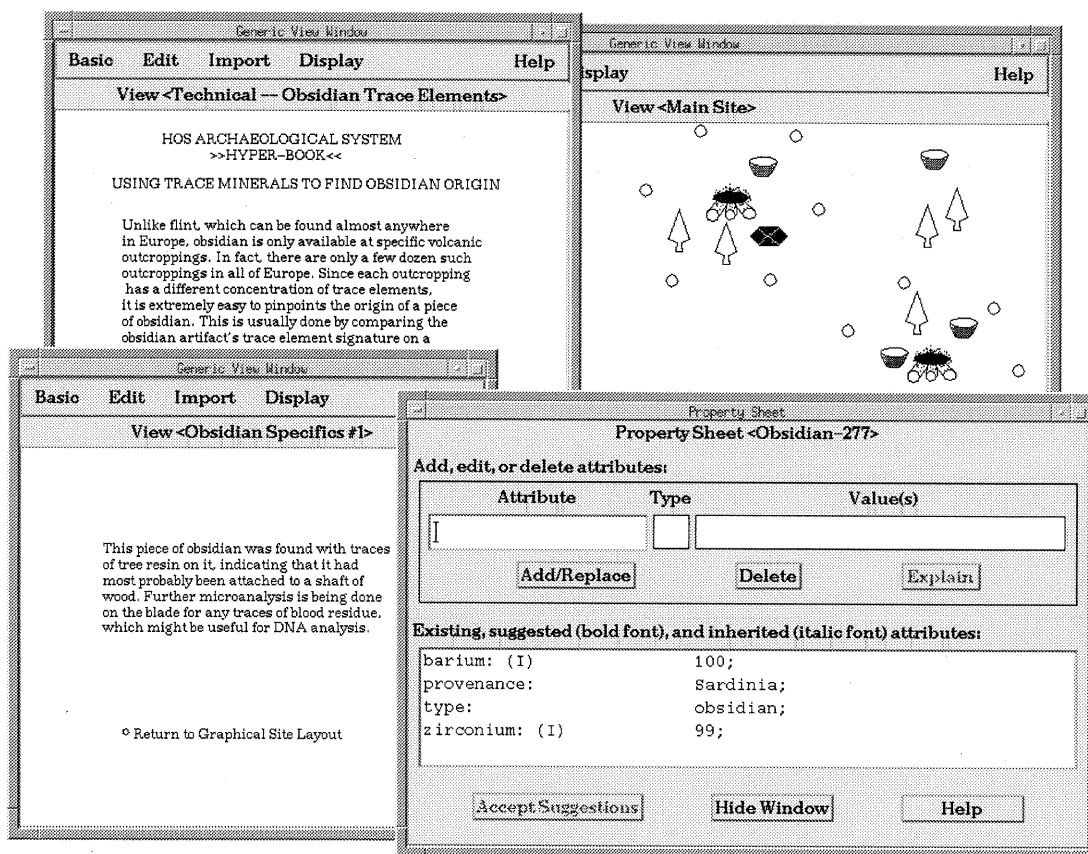 Generic View Window
Basic Edit Import Display Help
View <Technical -- Obsidian Trace Elements>
HOS ARCHAEOLOGICAL SYSTEM
>>HYPER-BOOK<<
USING TRACE MINERALS TO FIND OBSIDIAN ORIGIN
Unlike flint, which can be found almost anywhere
in Europe, obsidian is only available at specific volcanic
outcroppings. In fact, there are only a few dozen such
outcroppings in all of Europe. Since each outcropping
has a different concentration of trace elements,
it is extremely easy to pinpoints the origin of a piece
of obsidian. This is usually done by comparing the
obsidian artifact's trace element signature on a
Generic View Window
isplay Help
View <Main Site>
Generic View Window
Basic Edit Import Display
View <Obsidian Specifics #1>
This piece of obsidian was found with traces
of tree resin on it, indicating that it had
most probably been attached to a shaft of
wood. Further microanalysis is being done
on the blade for any traces of blood residue,
which might be useful for DNA analysis.
Return to Graphical Site Layout
Property Sheet
Property Sheet <Obsidian-277>
Add, edit, or delete attributes:
Attribute Type Value(s)
Add/Replace Delete Explain
Existing, suggested (bold font), and inherited (italic font) attributes:
barium: (I) 100;
provenance: Sardinia;
type: obsidian;
zirconium: (I) 99;
Accept Suggestions Hide Window Help